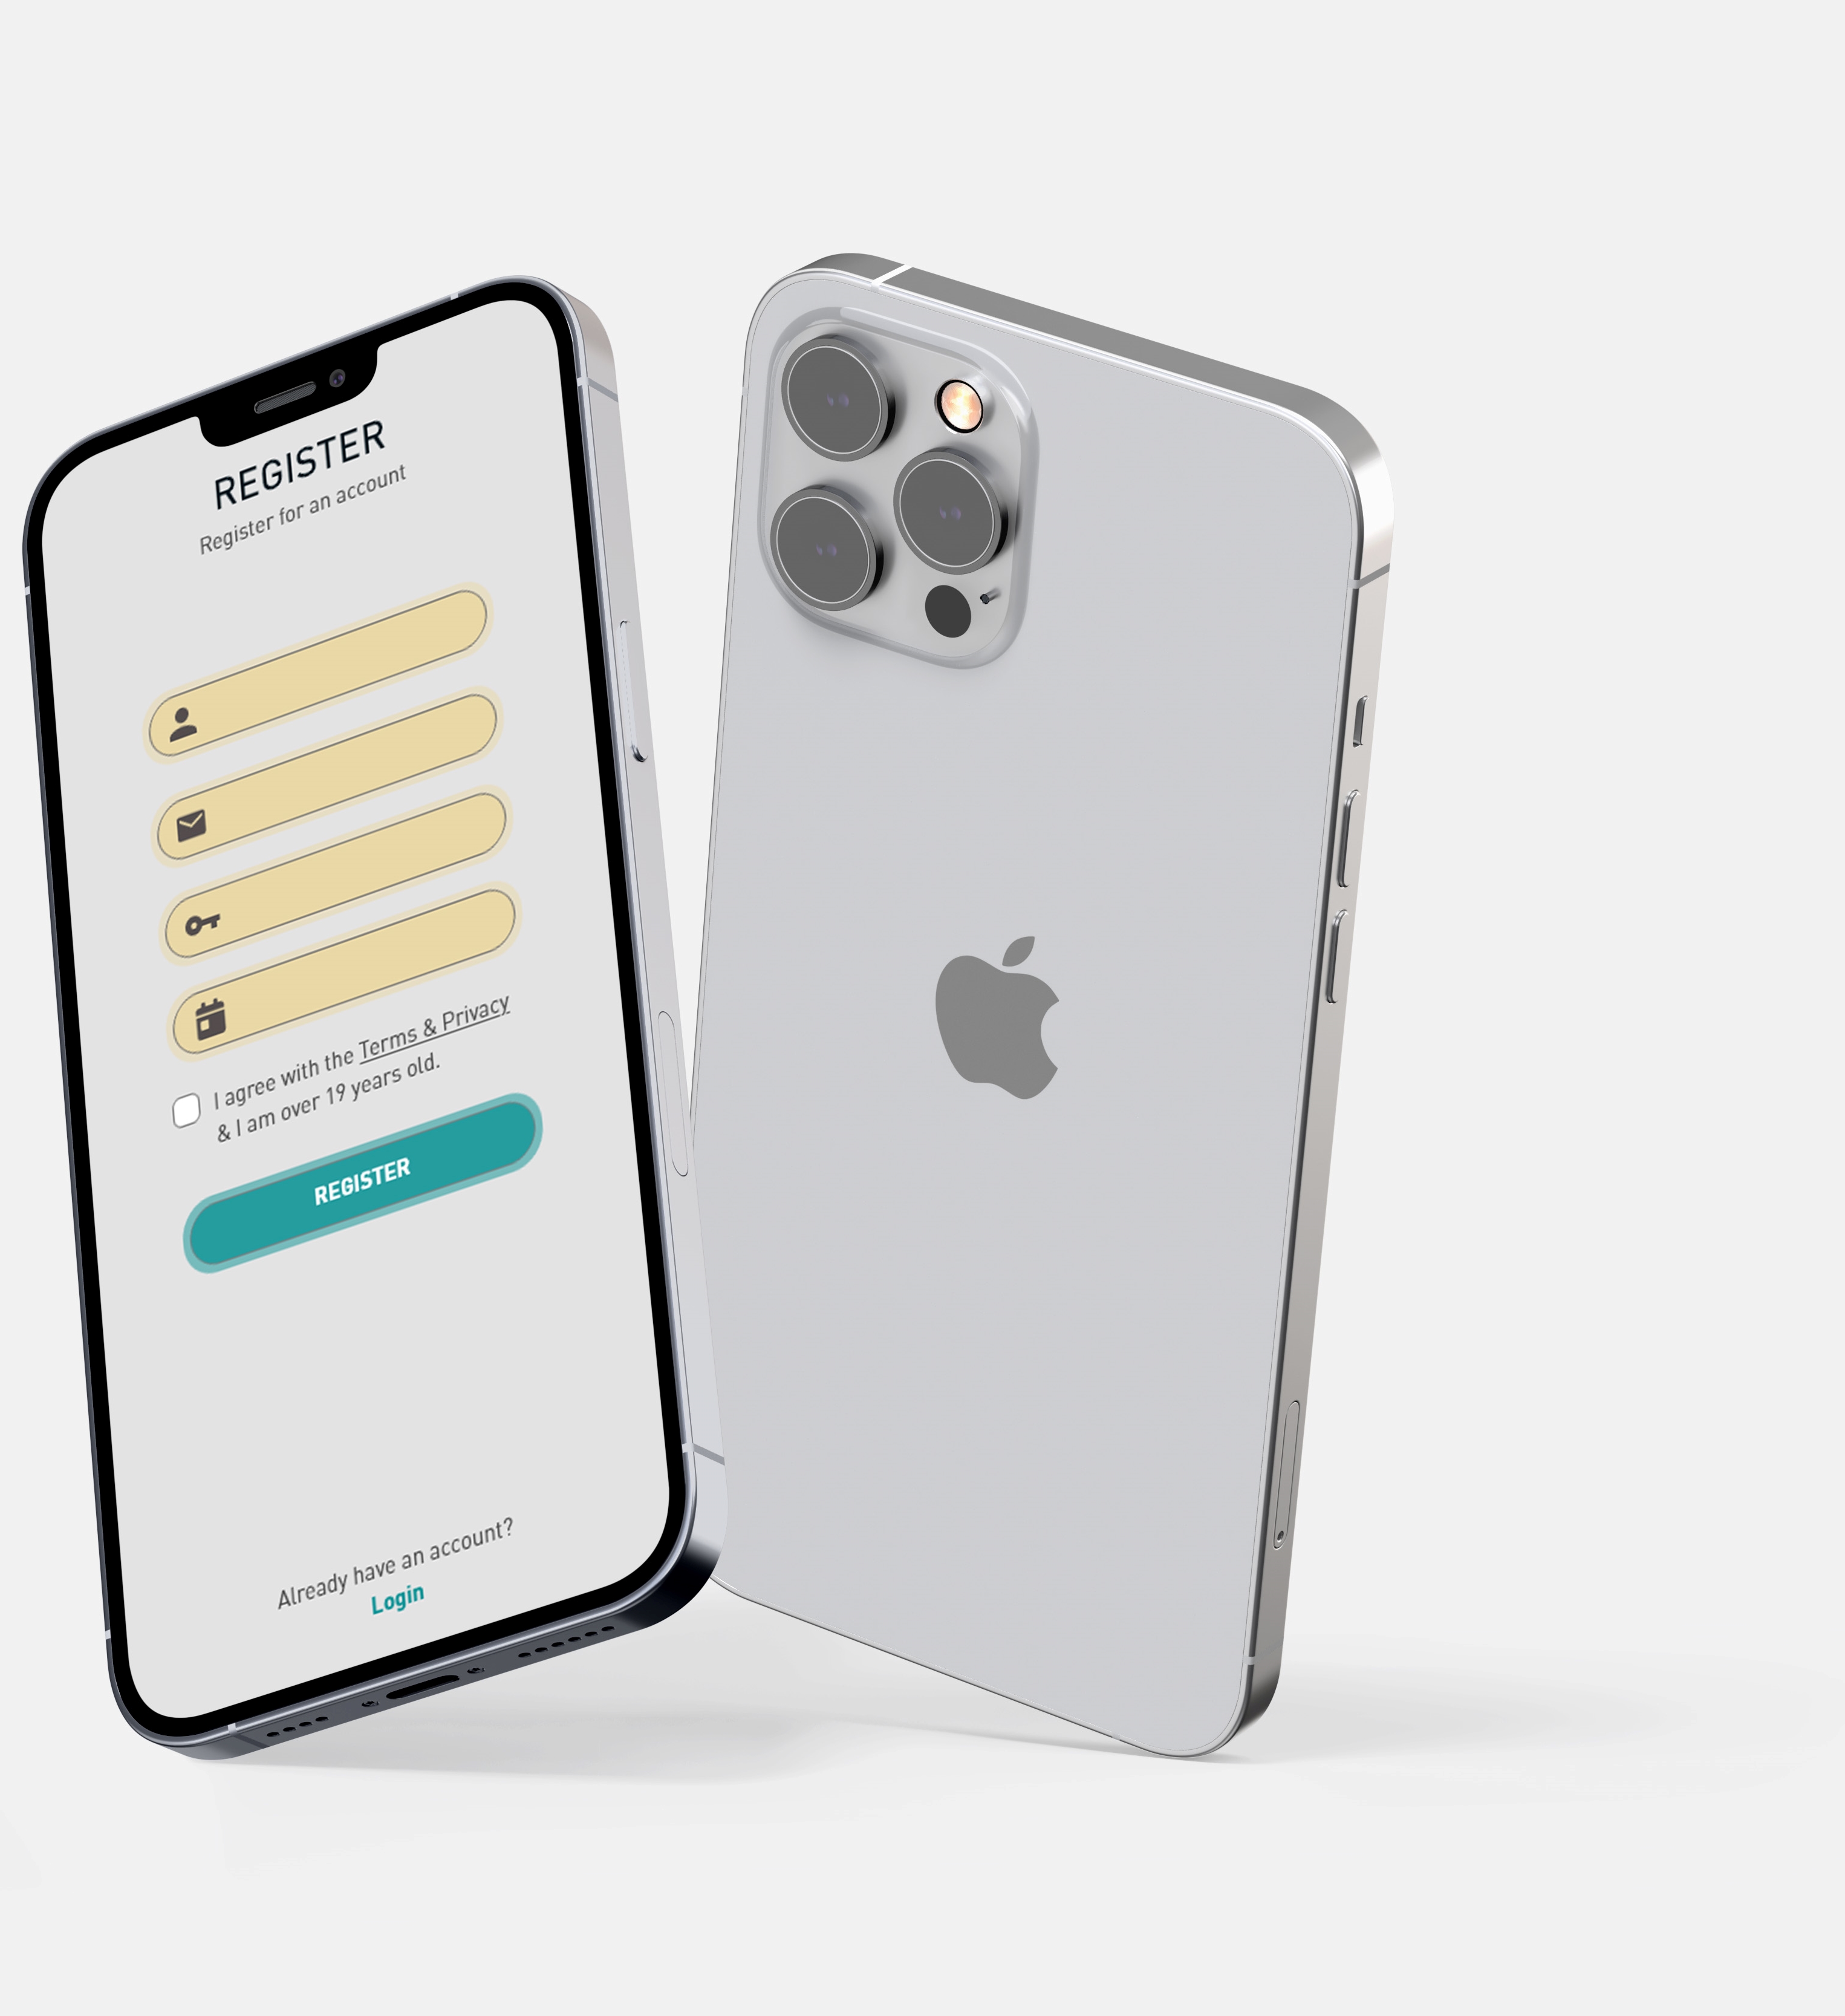 REGISTER
Register for an account
I agree with the Terms & Privacy
& I am over 19 years old.
REGISTER
Already have an account?
Login